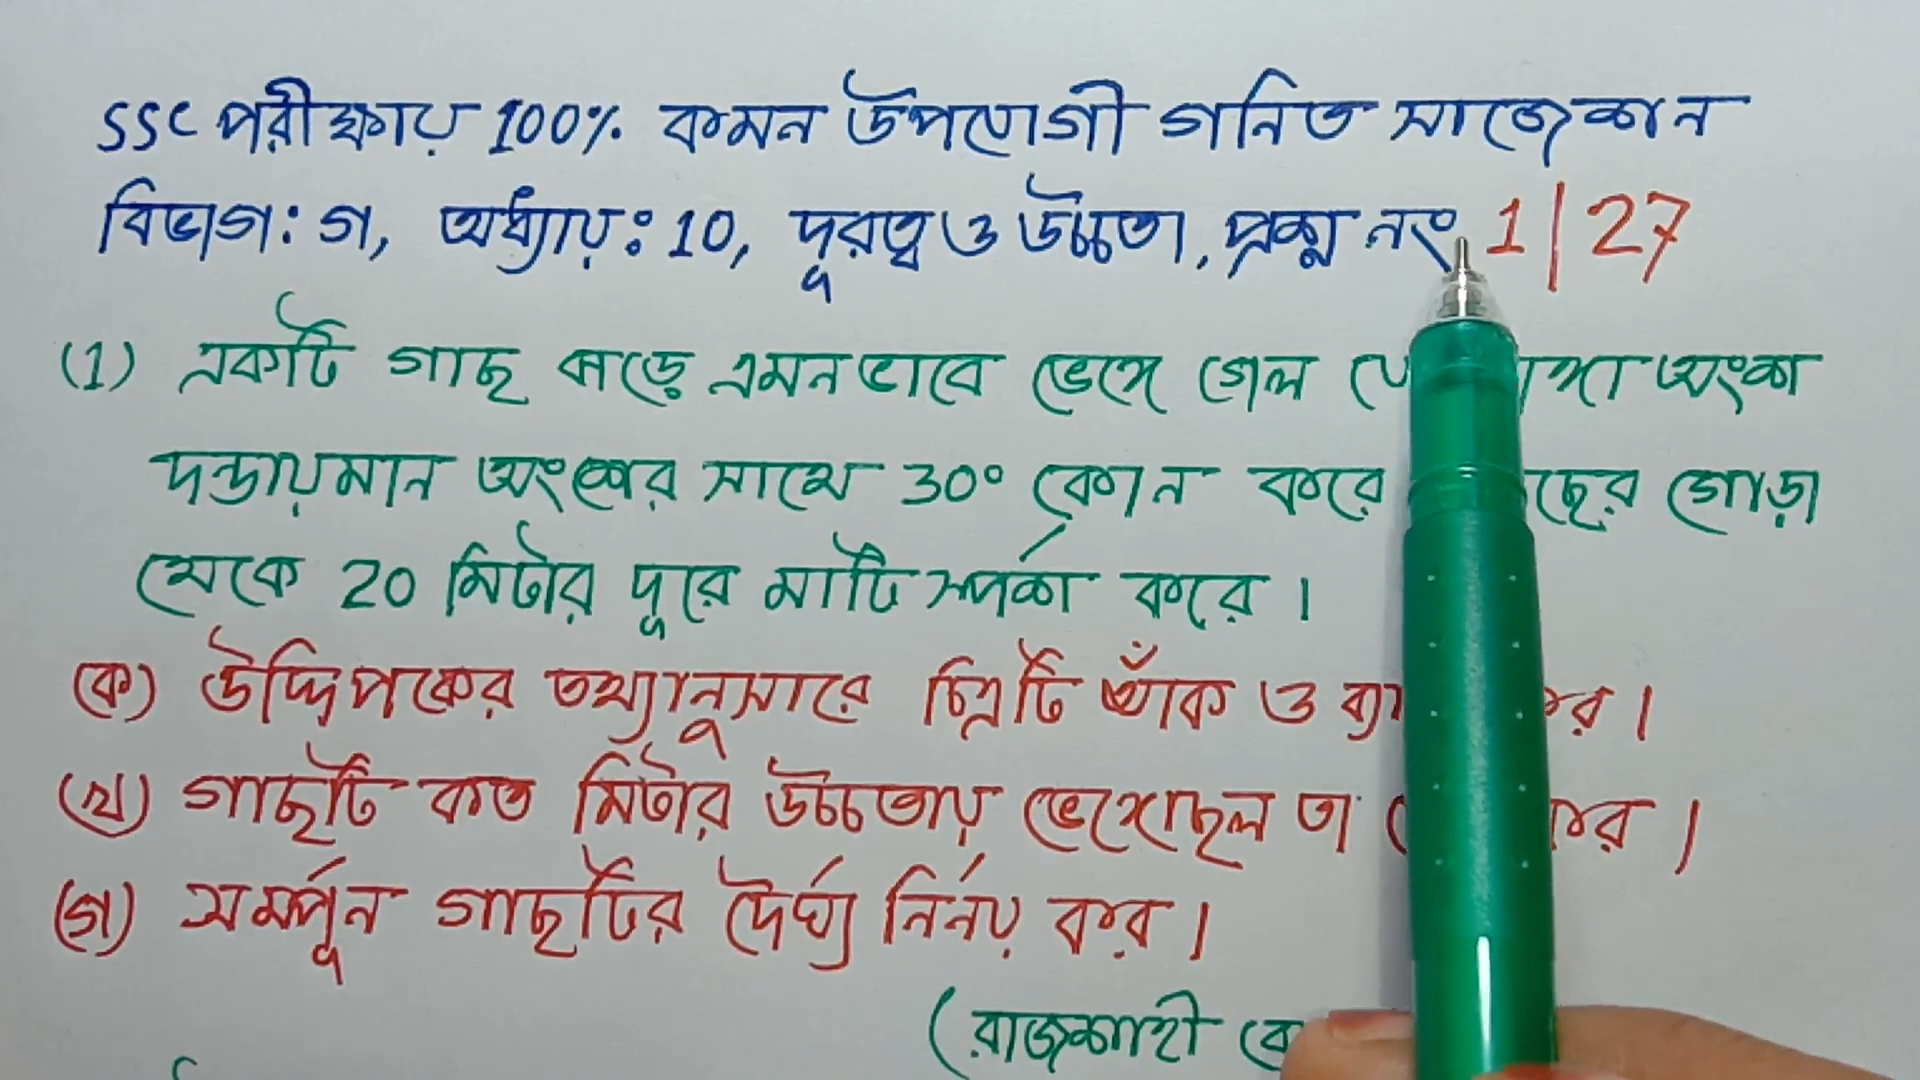 SSC পরীক্ষায় 100% কমন উপযোগী গনিত সাজেশান
বিভাগ: গ, অধ্যায়: 10, দূরত্ব ও উচ্চতা, প্রশ্ন নং 1|27
(1) একটি গাছ ঝড়ে এমনভাবে ভেঙ্গে গেল অংশ
দন্ডায়মান অংশের সাথে 30° কোন করে গোড়া
থেকে 20 মিটার দূরে মাটি স্পর্শ করে।
(ক) উদ্দিপকের তথ্যানুসারে চিত্রটি আঁক ও
(খ) গাছটি কত মিটার উচ্চতায় ভেঙ্গেছিল তা
(গ) সম্পূর্ন গাছটির দৈর্ঘ্য নির্নয় কর।
(রাজশাহী